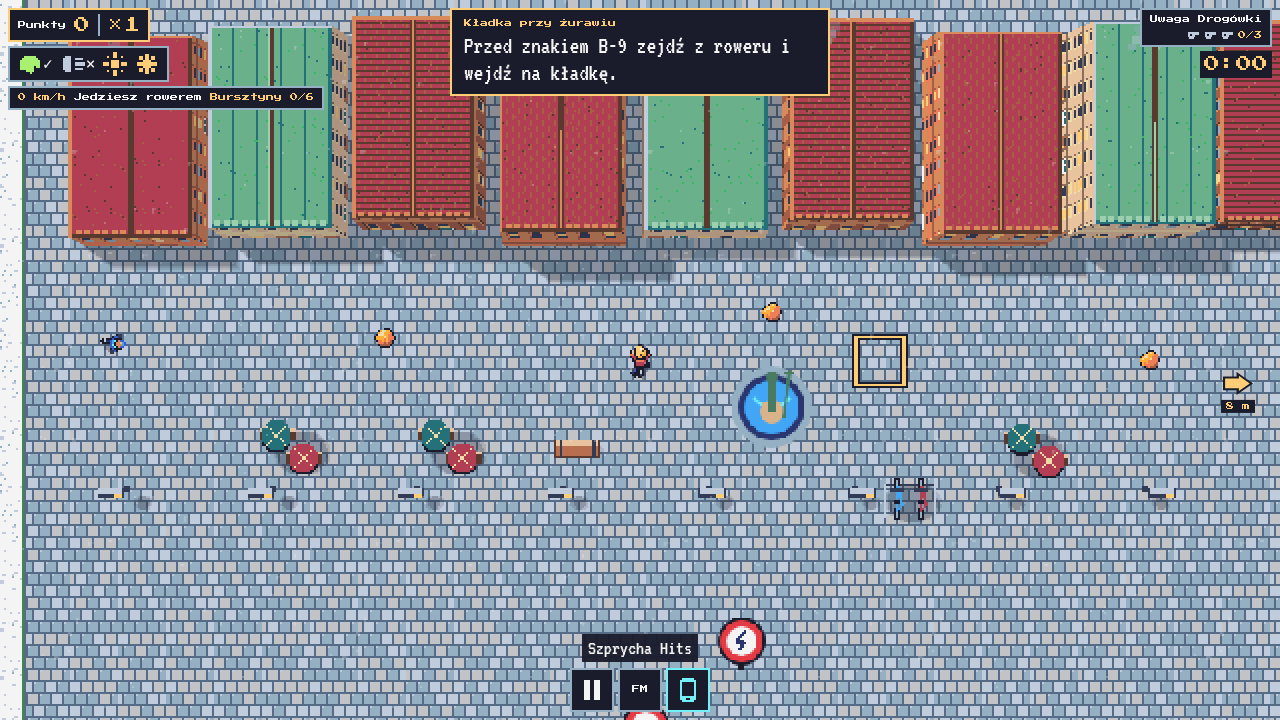 Punkty 0 × 1
Kładka przy żurawiu
Przed znakiem B-9 zejdź z roweru i
wejdź na kładkę.
Uwaga Drogówki
0/3
0:00
0 km/h Jedziesz rowerem Bursztyny 0/6
8 m
Szprycha Hits
FM